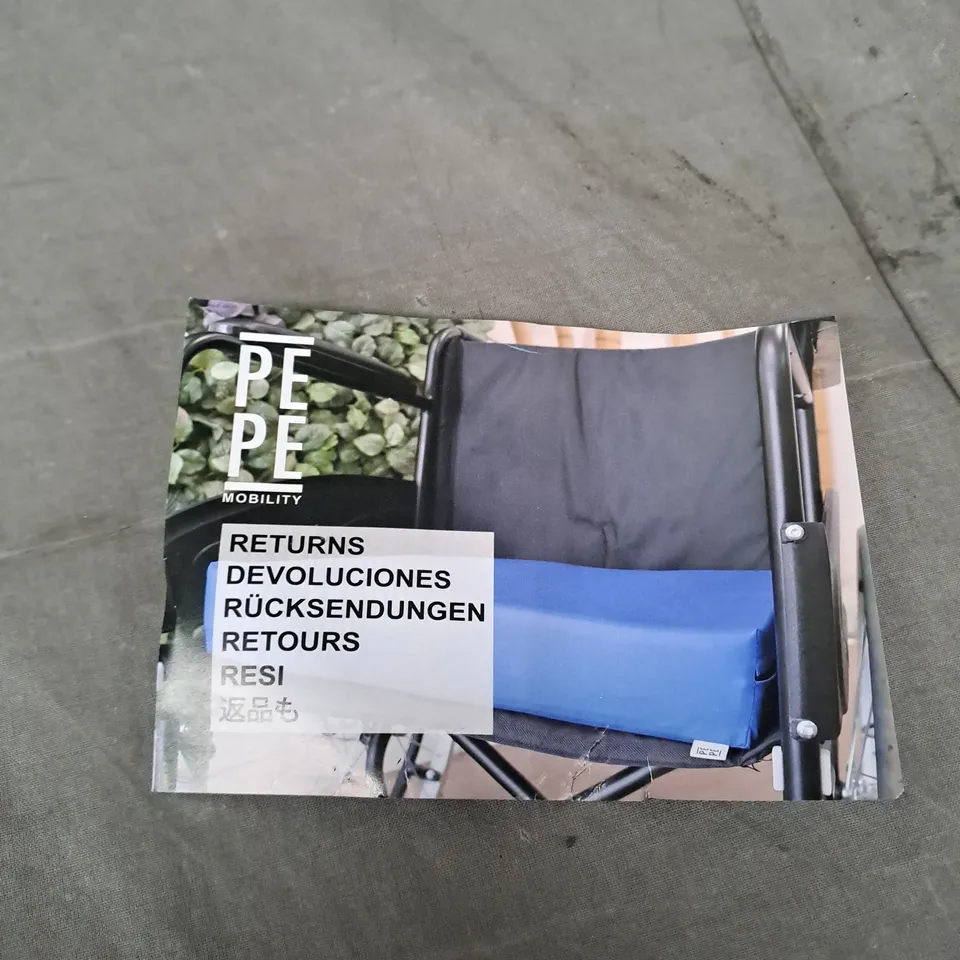 PE
PE
MOBILITY
RETURNS
DEVOLUCIONES
RÜCKSENDUNGEN
RETOURS
RESI
返品も